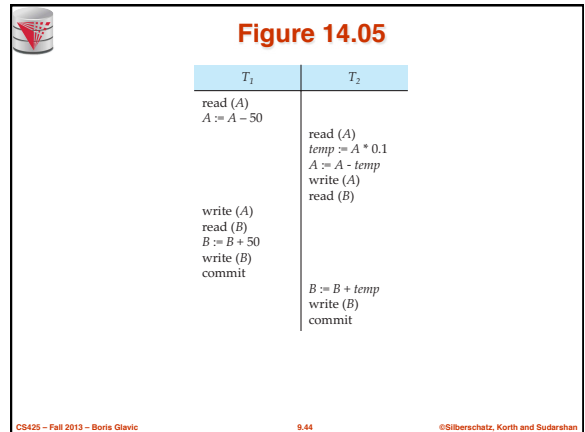 Figure 14.05
T1 T2
read (A)
A := A – 50
read (A)
temp := A * 0.1
A := A - temp
write (A)
read (B)
write (A)
read (B)
B := B + 50
write (B)
commit
B := B + temp
write (B)
commit
CS425 – Fall 2013 – Boris Glavic 9.44 ©Silberschatz, Korth and Sudarshan